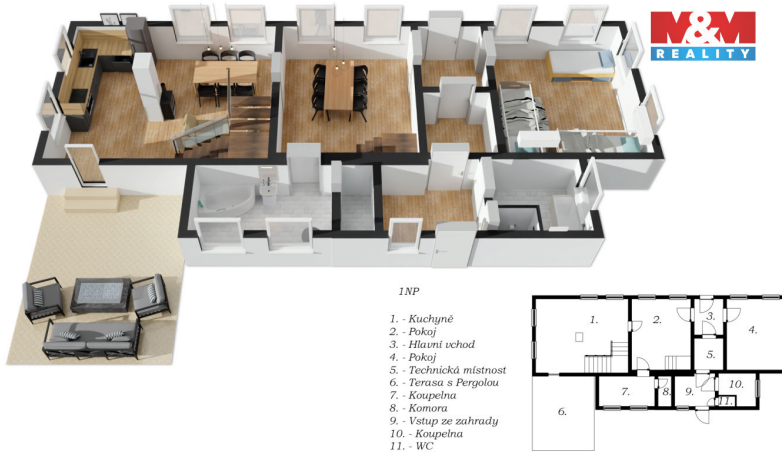 M&M
REALITY
1NP
1. - Kuchyně
2. - Pokoj
3. - Hlavní vchod
4. - Pokoj
5. - Technická místnost
6. - Terasa s Pergolou
7. - Koupelna
8. - Komora
9. - Vstup ze zahrady
10. - Koupelna
11. - WC
1.
2.
3.
4.
5.
6.
7.
8.
9.
10.
11.